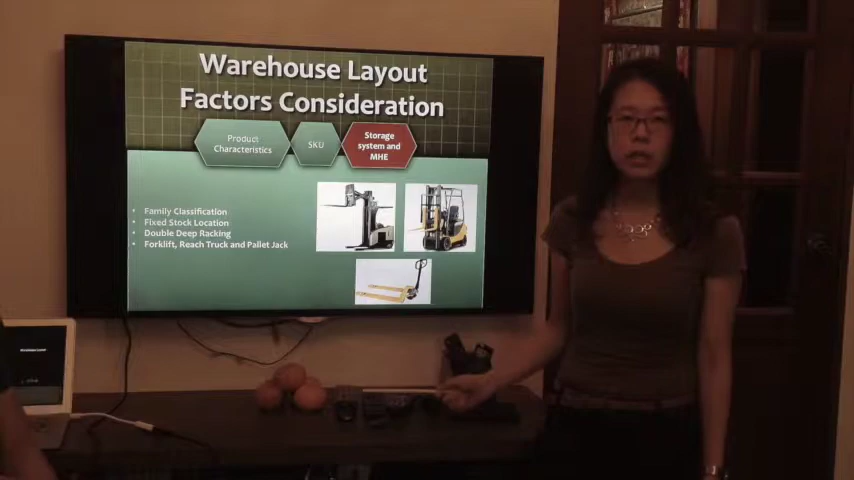 Warehouse Layout
Factors Consideration
Product
Characteristics
SKU
Storage
system and
MHE
• Family Classification
• Fixed Stock Location
• Double Deep Racking
• Forklift, Reach Truck and Pallet Jack